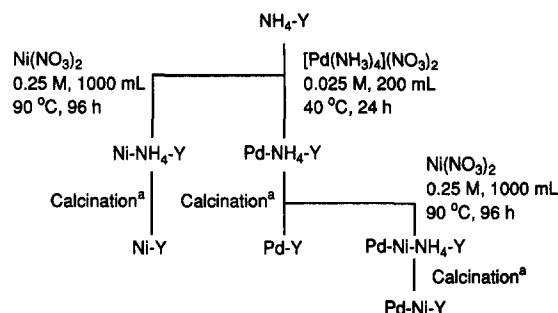 NH₄-Y
Ni(NO₃)₂
0.25 M, 1000 mL
90 °C, 96 h
[Pd(NH₃)₄](NO₃)₂
0.025 M, 200 mL
40 °C, 24 h
Ni-NH₄-Y
Pd-NH₄-Y
Calcinationᵃ
Calcinationᵃ
Ni(NO₃)₂
0.25 M, 1000 mL
90 °C, 96 h
Ni-Y
Pd-Y
Pd-Ni-NH₄-Y
Calcinationᵃ
Pd-Ni-Y